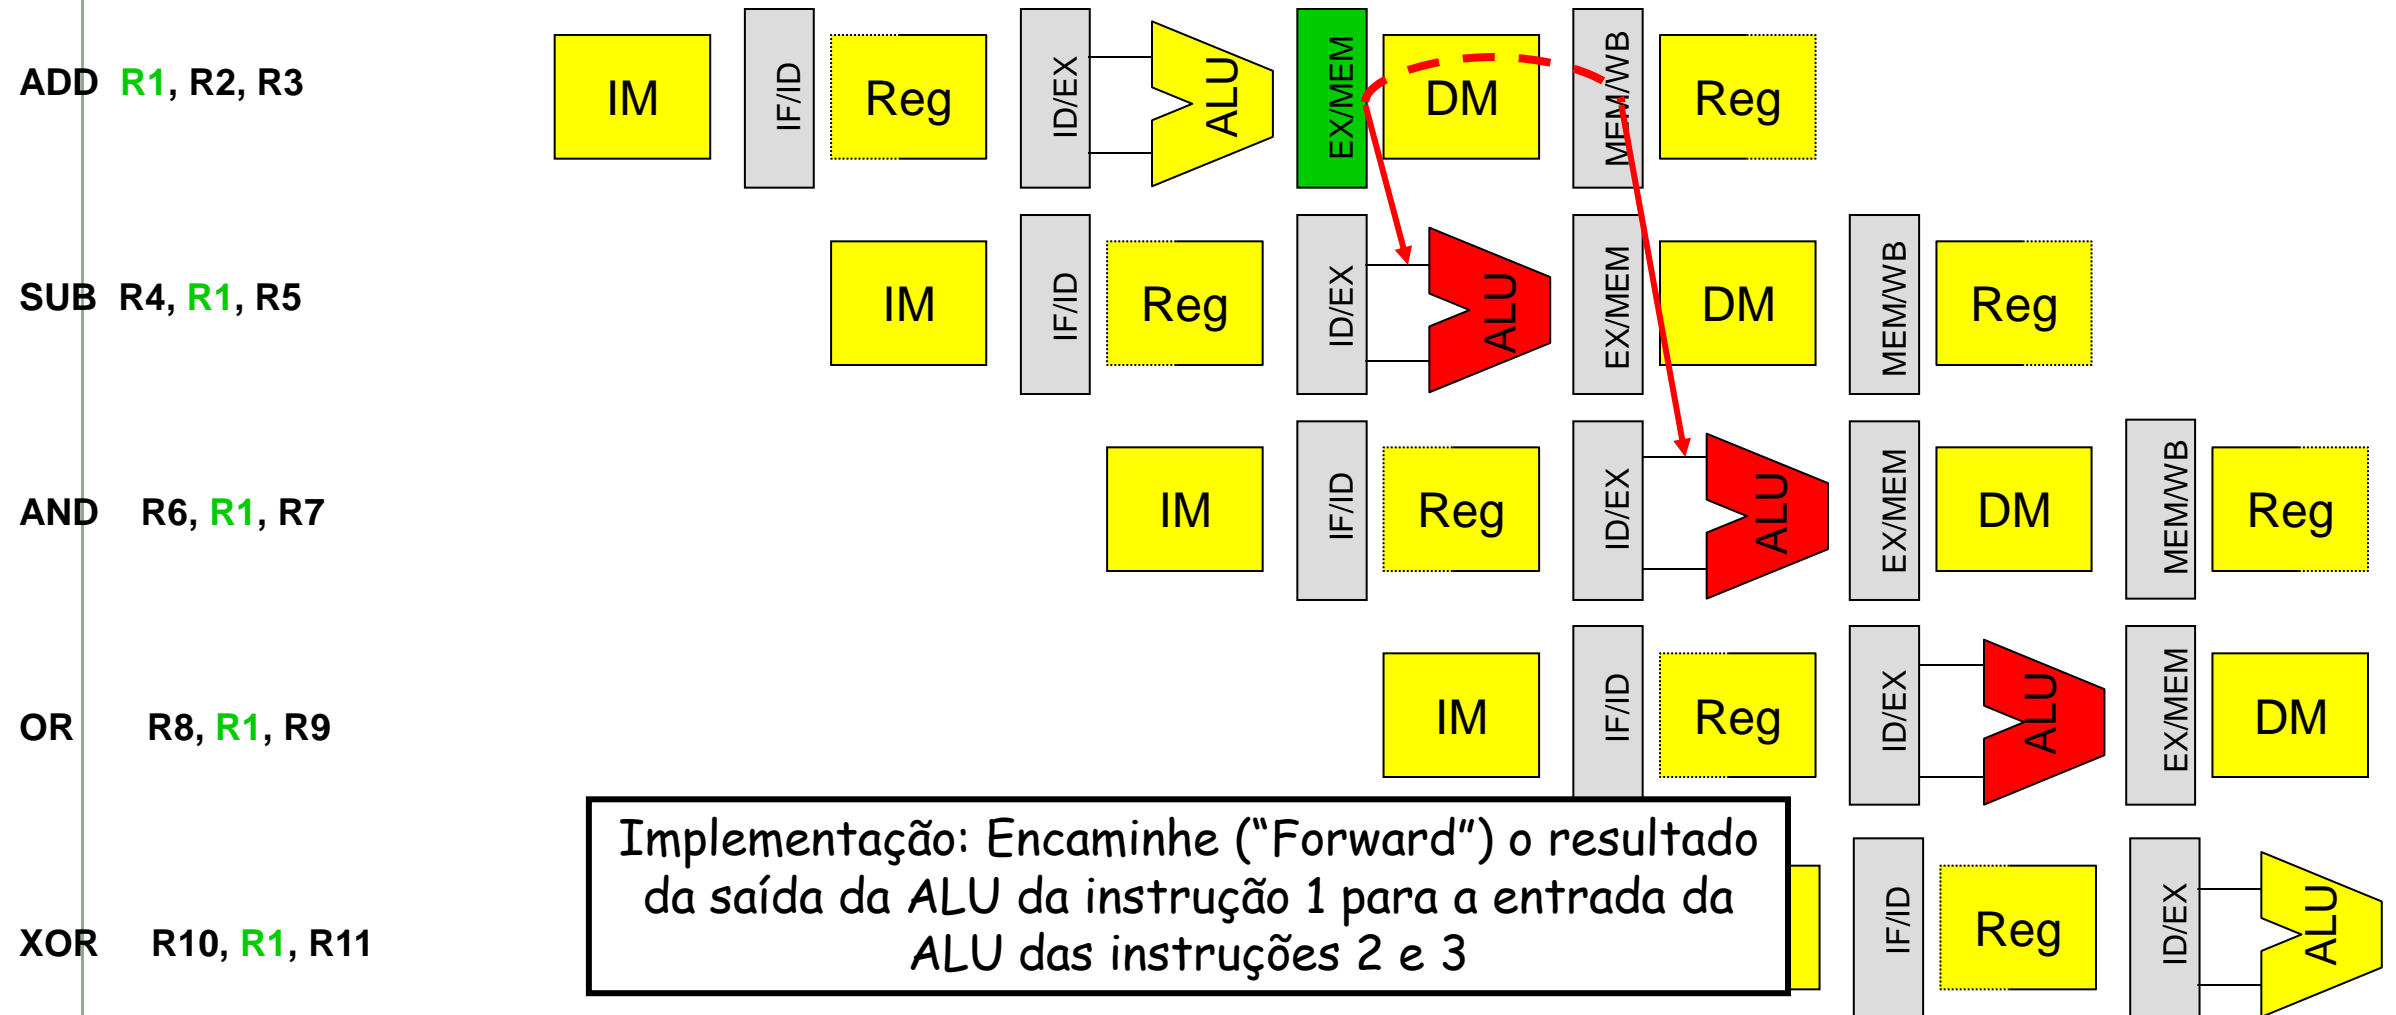 ADD R1, R2, R3
IM
IF/ID
Reg
ID/EX
ALU
EX/MEM
DM
MEM/WB
Reg
SUB R4, R1, R5
IM
IF/ID
Reg
ID/EX
ALU
EX/MEM
DM
MEM/WB
Reg
AND R6, R1, R7
IM
IF/ID
Reg
ID/EX
ALU
EX/MEM
DM
MEM/WB
Reg
OR R8, R1, R9
IM
IF/ID
Reg
ID/EX
ALU
EX/MEM
DM
XOR R10, R1, R11
IF/ID
Reg
ID/EX
ALU
Implementação: Encaminhe (“Forward”) o resultado
da saída da ALU da instrução 1 para a entrada da
ALU das instruções 2 e 3